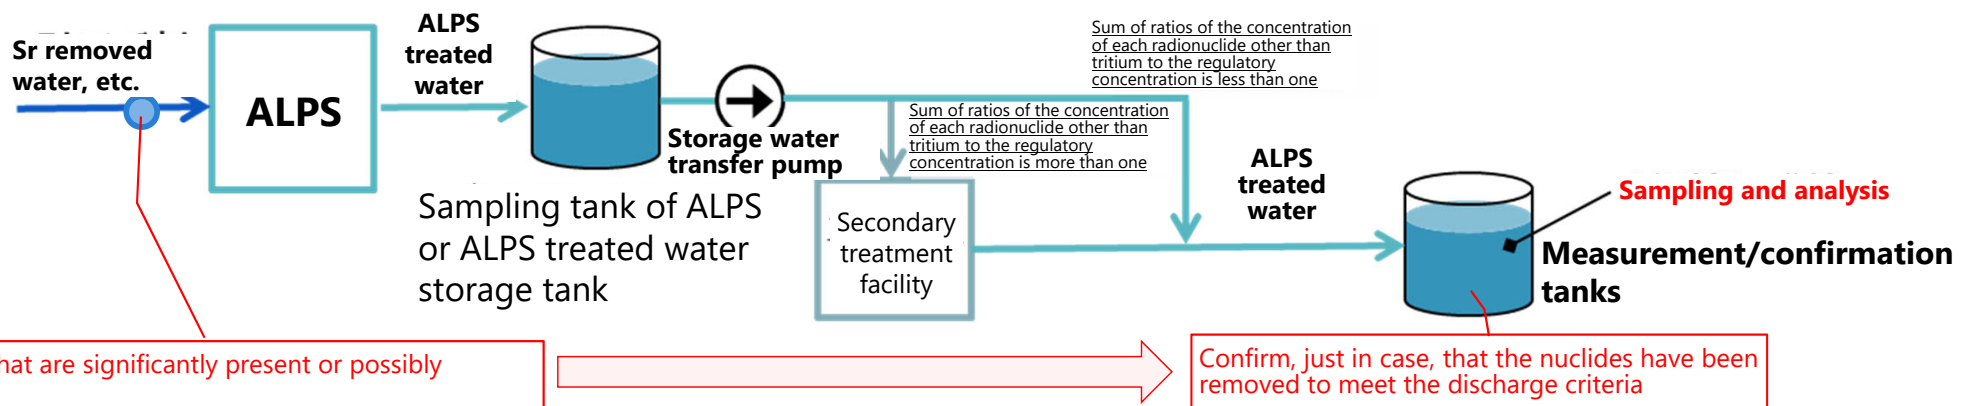 Sr removed
water, etc.
ALPS
ALPS
treated
water
Sampling tank of ALPS
or ALPS treated water
storage tank
Storage water
transfer pump
Sum of ratios of the concentration
of each radionuclide other than
tritium to the regulatory
concentration is less than one
Sum of ratios of the concentration
of each radionuclide other than
tritium to the regulatory
concentration is more than one
Secondary
treatment
facility
ALPS
treated
water
Sampling and analysis
Measurement/confirmation
tanks
that are significantly present or possibly
Confirm, just in case, that the nuclides have been
removed to meet the discharge criteria